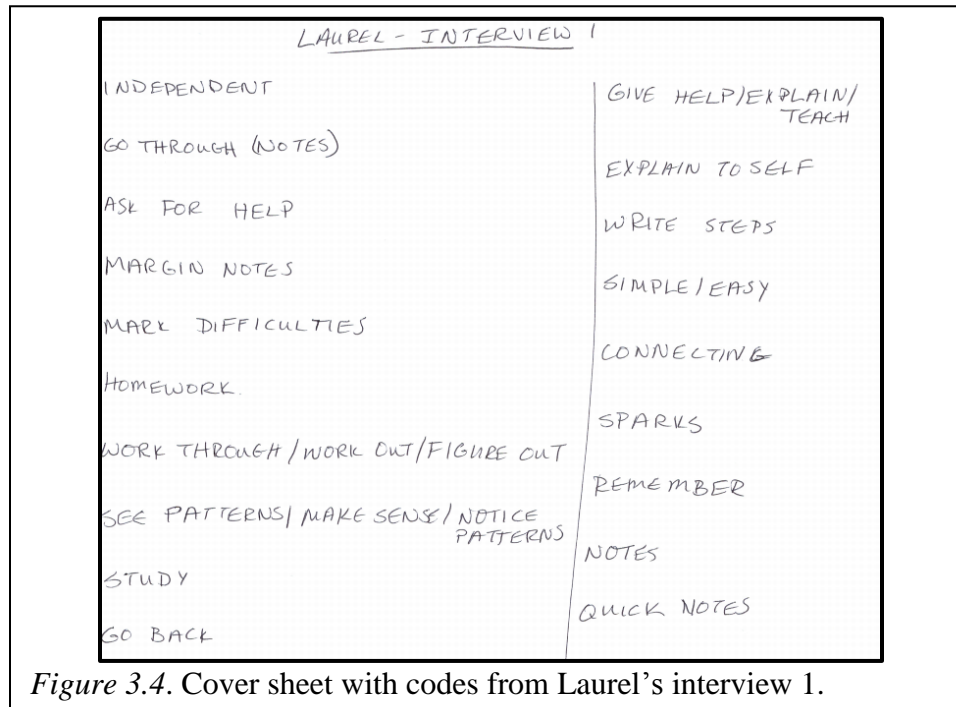 LAUREL - INTERVIEW 1
INDEPENDENT
GO THROUGH (NOTES)
ASK FOR HELP
MARGIN NOTES
MARK DIFFICULTIES
HOMEWORK.
WORK THROUGH/WORK OUT/FIGURE OUT
SEE PATTERNS/MAKE SENSE/NOTICE
PATTERNS
STUDY
GO BACK
GIVE HELP/EXPLAIN/
TEACH
EXPLAIN TO SELF
WRITE STEPS
SIMPLE/EASY
CONNECTING
SPARKS
REMEMBER
NOTES
QUICK NOTES
Figure 3.4. Cover sheet with codes from Laurel's interview 1.